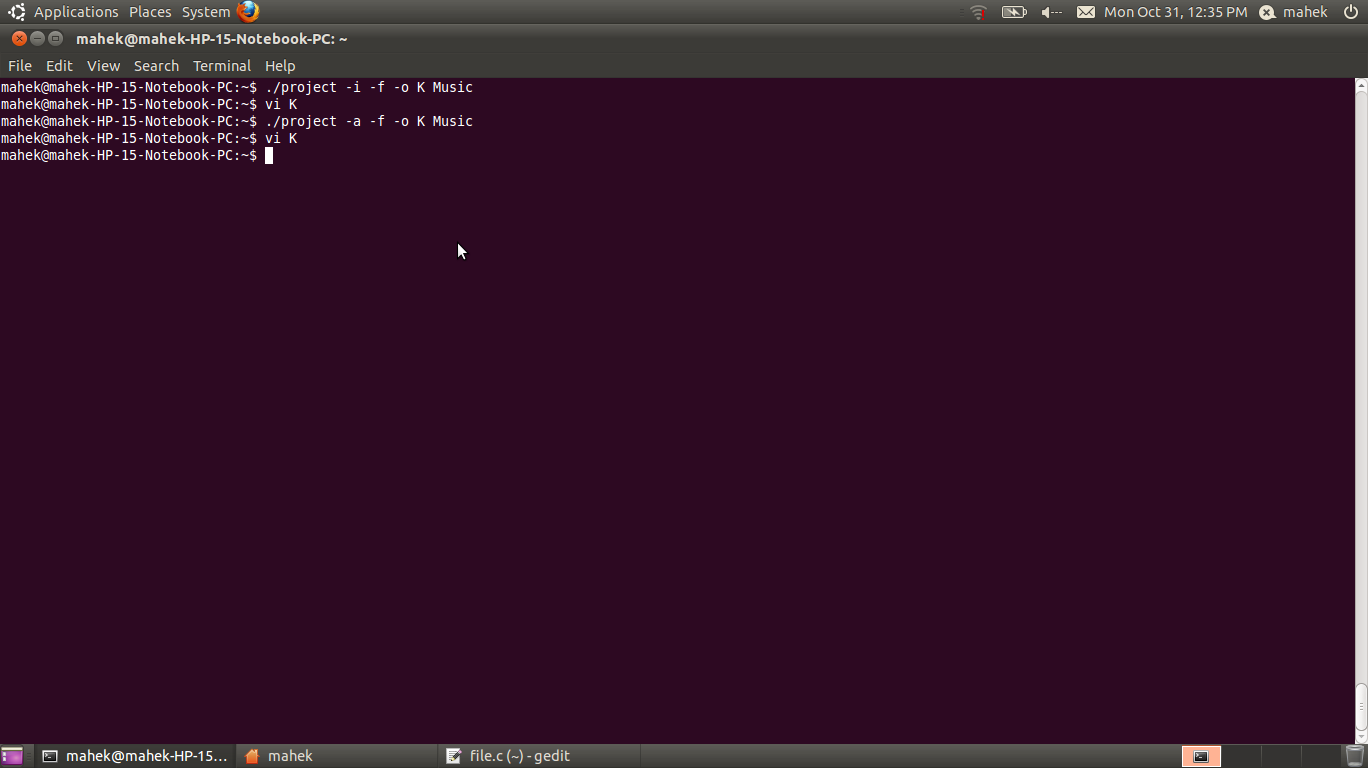 Applications Places System Mon Oct 31, 12:35 PM mahek
mahek@mahek-HP-15-Notebook-PC: ~
File Edit View Search Terminal Help
mahek@mahek-HP-15-Notebook-PC:~$ ./project -i -f -o K Music
mahek@mahek-HP-15-Notebook-PC:~$ vi K
mahek@mahek-HP-15-Notebook-PC:~$ ./project -a -f -o K Music
mahek@mahek-HP-15-Notebook-PC:~$ vi K
mahek@mahek-HP-15-Notebook-PC:~$
mahek@mahek-HP-15... mahek file.c (~) - gedit